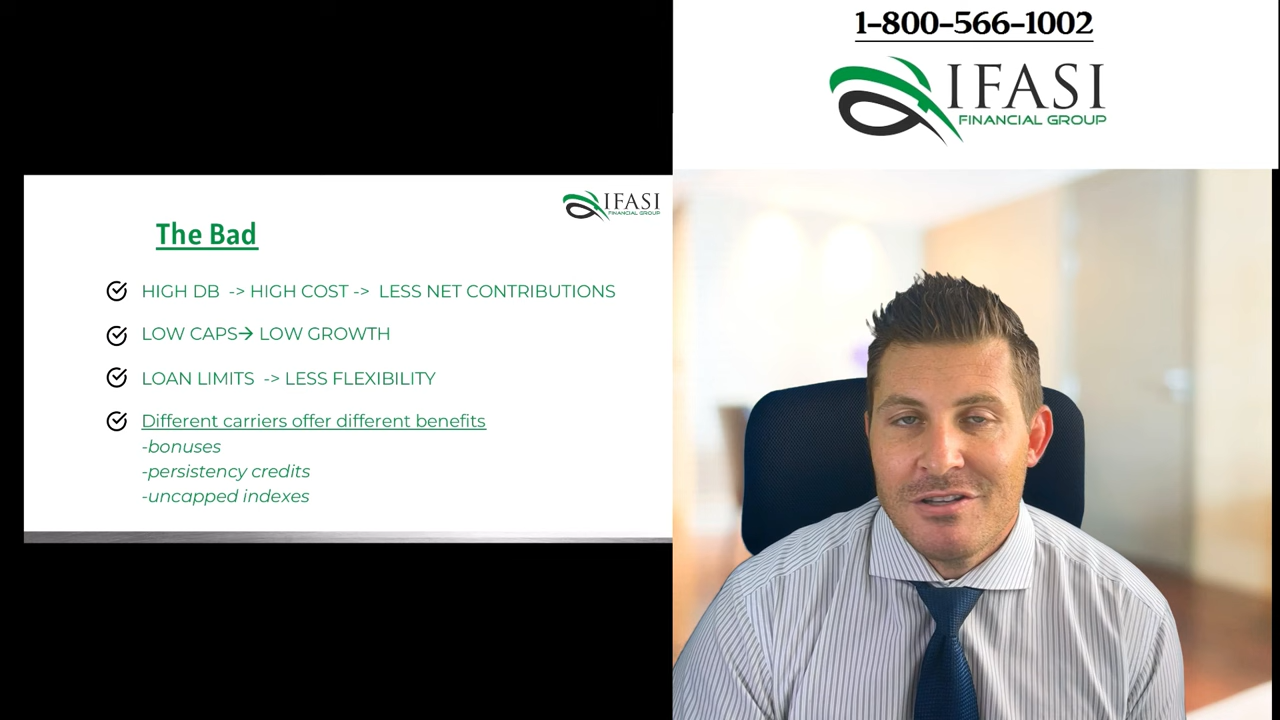 1-800-566-1002
IFASI
FINANCIAL GROUP
IFASI
FINANCIAL GROUP
The Bad
HIGH DB -> HIGH COST -> LESS NET CONTRIBUTIONS
LOW CAPS→ LOW GROWTH
LOAN LIMITS -> LESS FLEXIBILITY
Different carriers offer different benefits
-bonuses
-persistency credits
-uncapped indexes